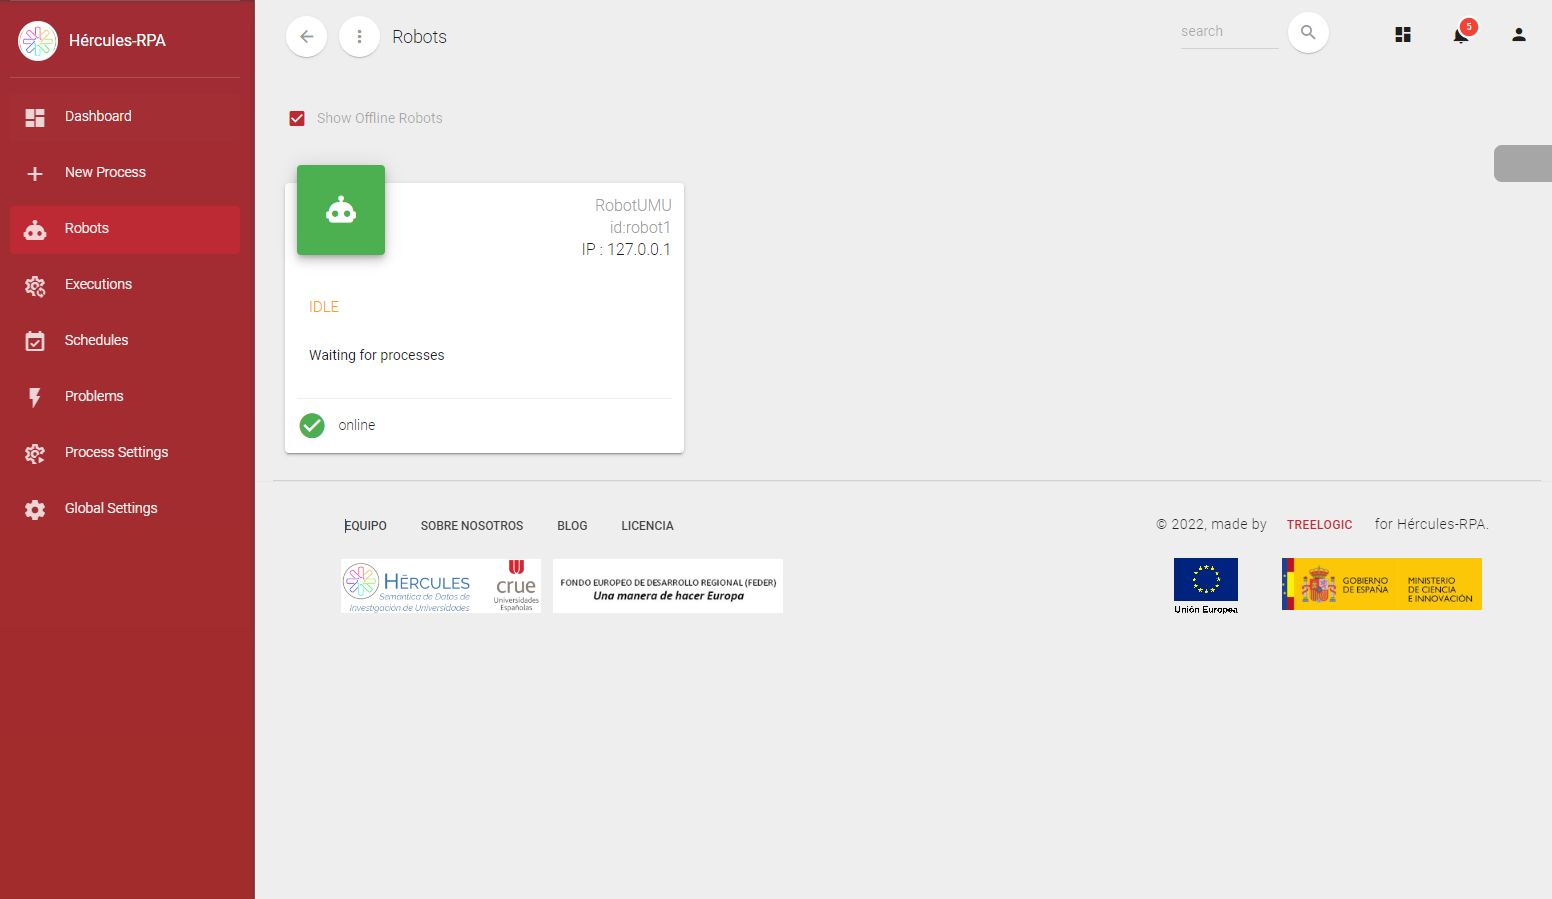 Hércules-RPA
Robots
search
5
Dashboard
New Process
Robots
Executions
Schedules
Problems
Process Settings
Global Settings
Show Offline Robots
RobotUMU
id:robot1
IP : 127.0.0.1
IDLE
Waiting for processes
online
EQUIPO SOBRE NOSOTROS BLOG LICENCIA
© 2022, made by TREELOGIC for Hércules-RPA.
HÉRCULES
Semántica de Datos de
Investigación de Universidades
crue
Universidades
Españolas
FONDO EUROPEO DE DESARROLLO REGIONAL (FEDER)
Una manera de hacer Europa
Unión Europea
GOBIERNO
DE ESPAÑA
MINISTERIO
DE CIENCIA
E INNOVACIÓN